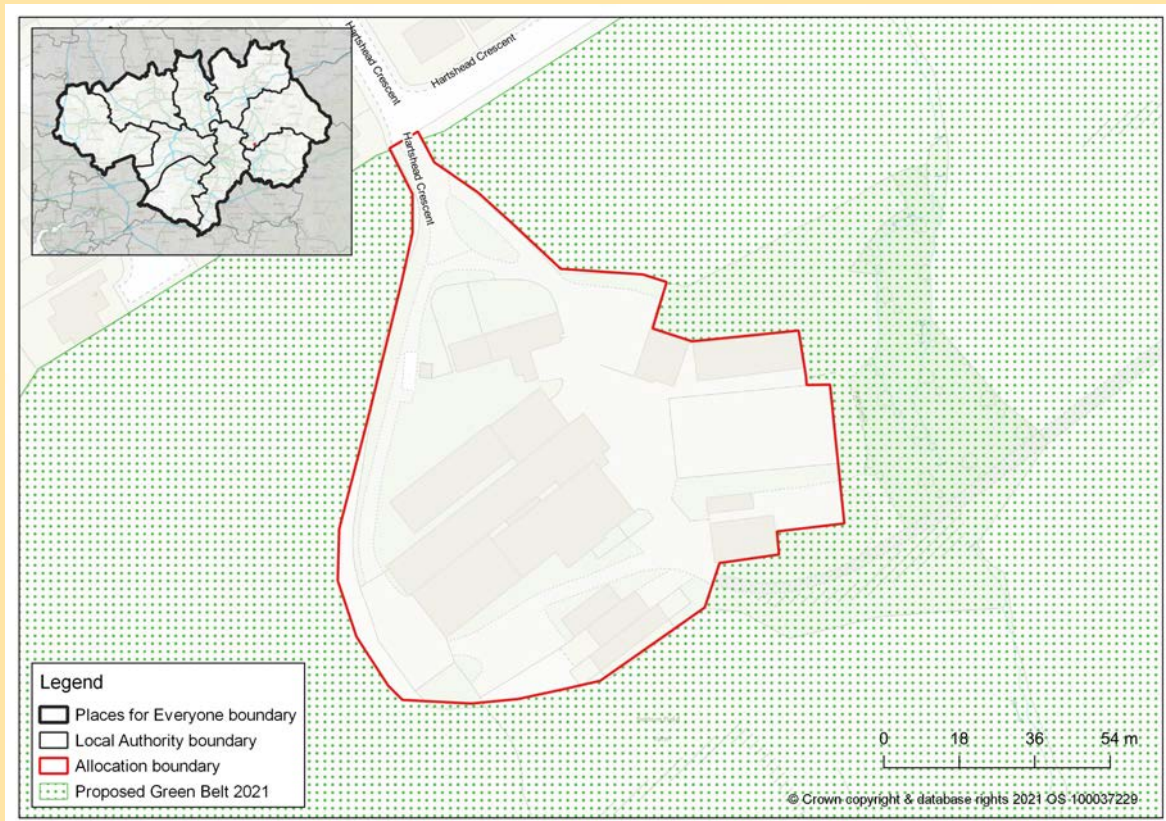 Hartshead Crescent
Hartshead Crescent
Hartshead Crescent
Legend
Places for Everyone boundary
Local Authority boundary
Allocation boundary
Proposed Green Belt 2021
0 18 36 54 m
© Crown copyright & database rights 2021 OS 100037229